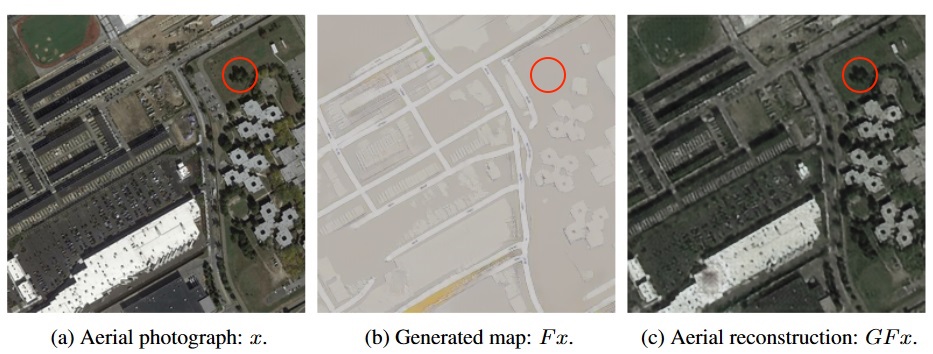 (a) Aerial photograph: x.
(b) Generated map: Fx.
(c) Aerial reconstruction: GFx.